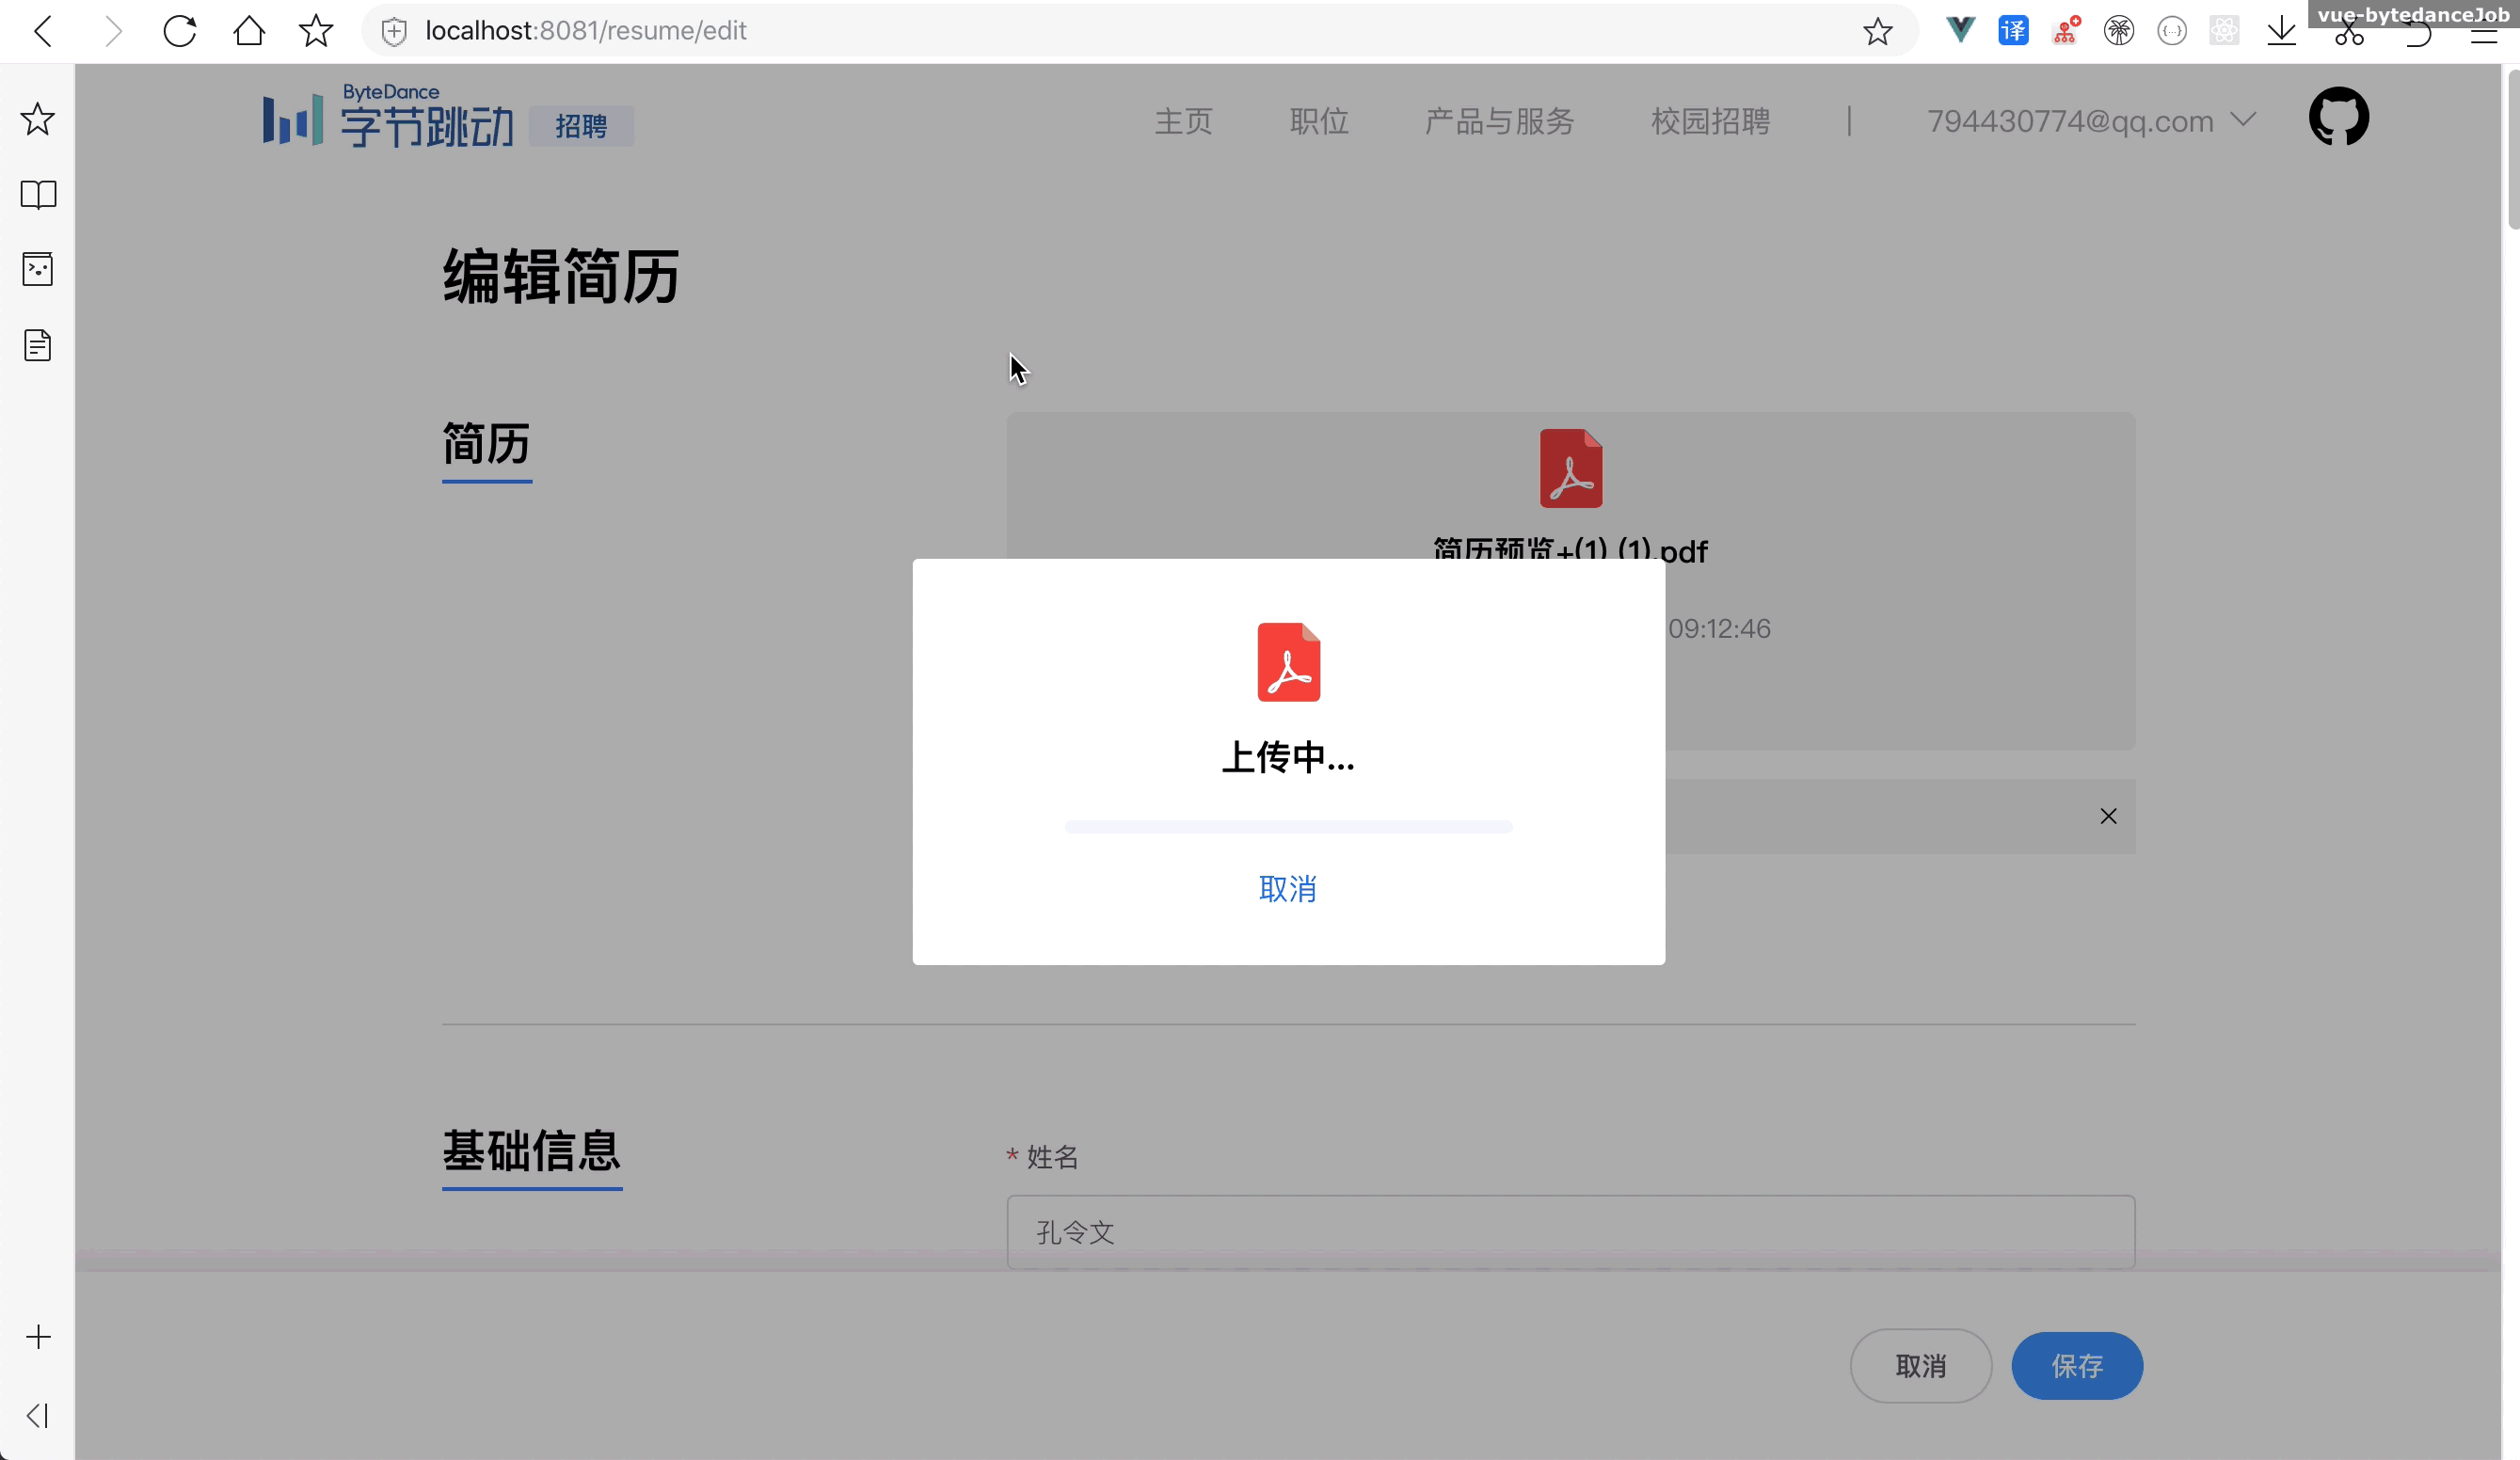 localhost:8081/resume/edit
译
vue-bytedanceJob
ByteDance
字节跳动 招聘
主页 职位 产品与服务 校园招聘 | 794430774@qq.com
编辑简历
简历
简历预览+(1) (1).pdf
09:12:46
上传中...
取消
基础信息
* 姓名
孔令文
取消 保存